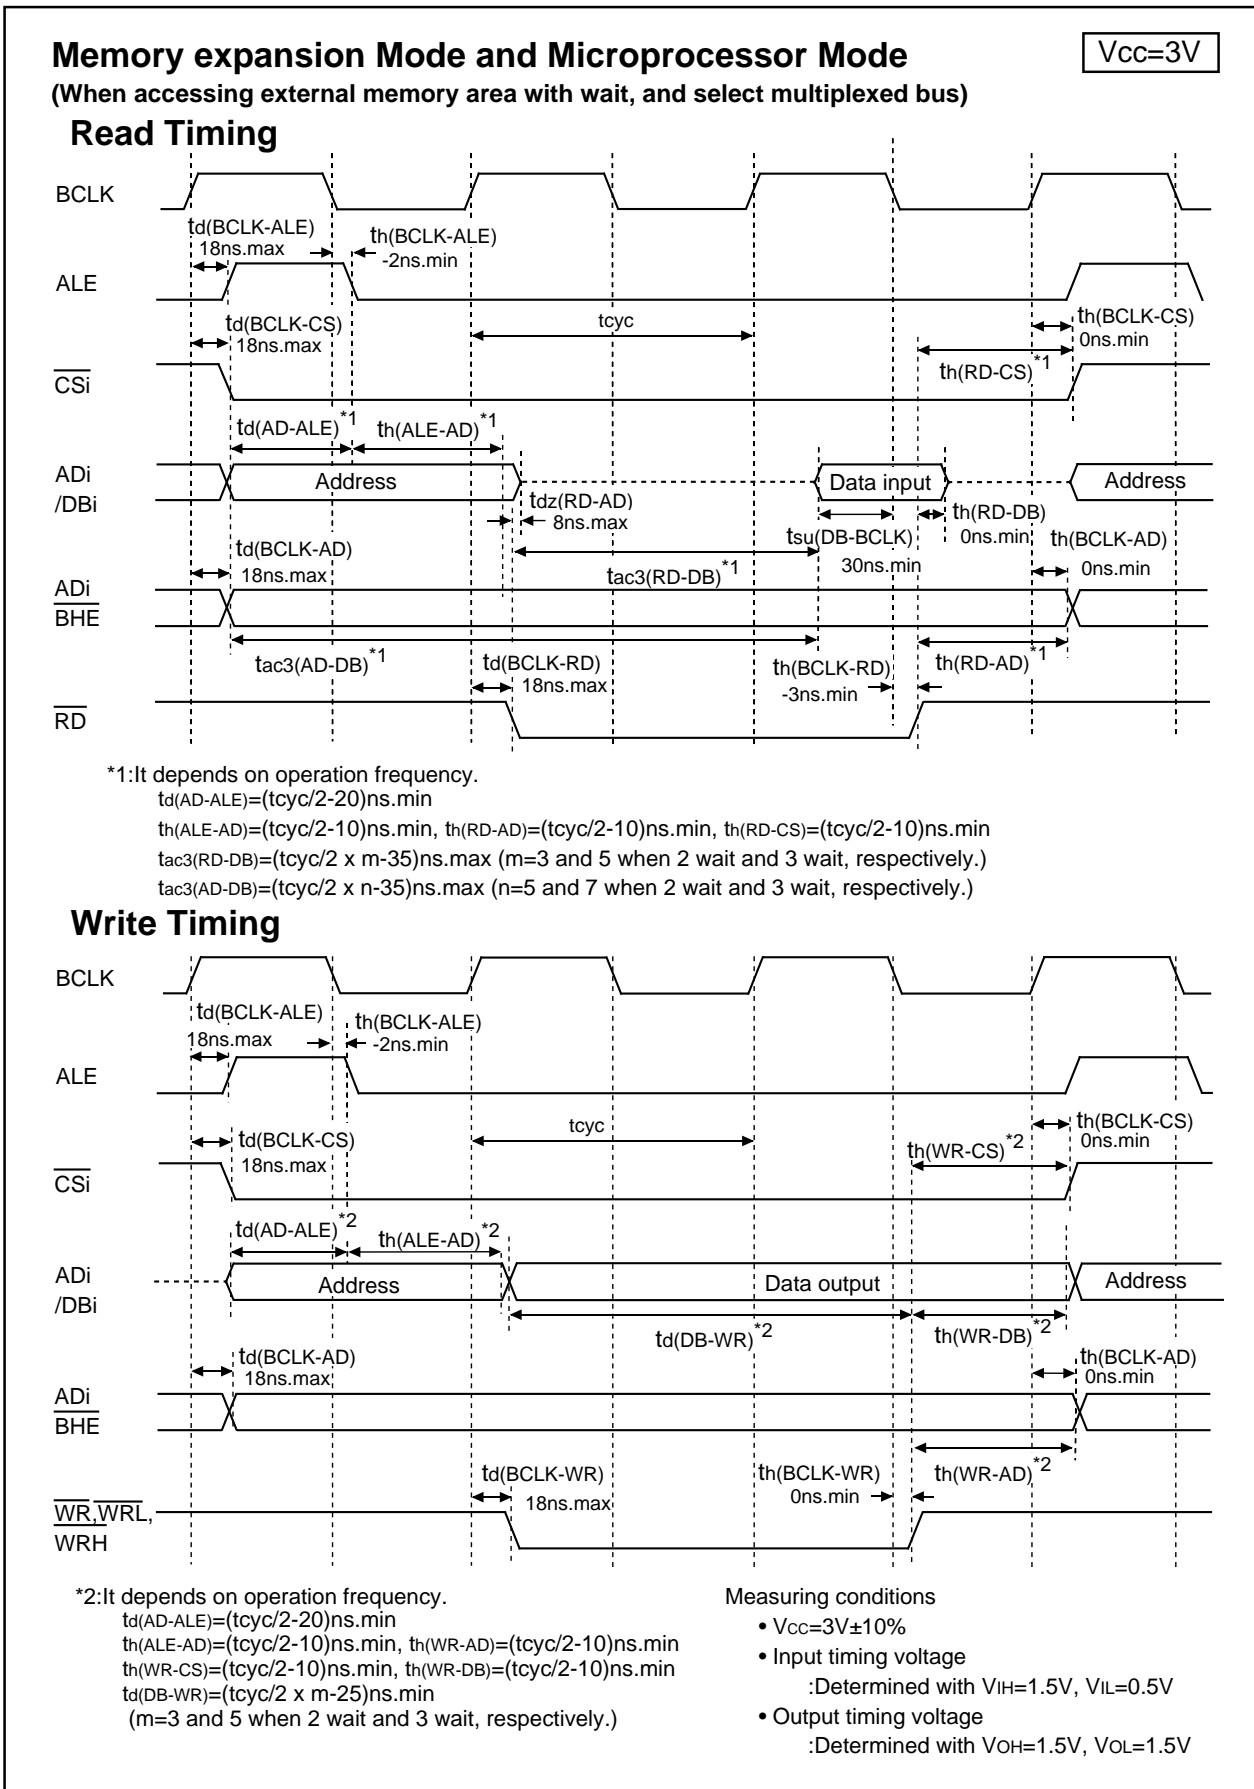 Memory expansion Mode and Microprocessor Mode
Vcc=3V
(When accessing external memory area with wait, and select multiplexed bus)
Read Timing
BCLK
td(BCLK-ALE)
18ns.max
th(BCLK-ALE)
-2ns.min
ALE
td(BCLK-CS)
18ns.max
tcyc
th(BCLK-CS)
0ns.min
th(RD-CS)*1
CSi
td(AD-ALE)*1
th(ALE-AD)*1
ADi
/DBi
Address
Data input
Address
tdz(RD-AD)
8ns.max
th(RD-DB)
0ns.min
tsu(DB-BCLK)
30ns.min
td(BCLK-AD)
18ns.max
tac3(RD-DB)*1
th(BCLK-AD)
0ns.min
ADi
BHE
tac3(AD-DB)*1
td(BCLK-RD)
18ns.max
th(BCLK-RD)
-3ns.min
th(RD-AD)*1
RD
*1:It depends on operation frequency.
td(AD-ALE)=(tcyc/2-20)ns.min
th(ALE-AD)=(tcyc/2-10)ns.min, th(RD-AD)=(tcyc/2-10)ns.min, th(RD-CS)=(tcyc/2-10)ns.min
tac3(RD-DB)=(tcyc/2 x m-35)ns.max (m=3 and 5 when 2 wait and 3 wait, respectively.)
tac3(AD-DB)=(tcyc/2 x n-35)ns.max (n=5 and 7 when 2 wait and 3 wait, respectively.)
Write Timing
BCLK
td(BCLK-ALE)
18ns.max
th(BCLK-ALE)
-2ns.min
ALE
td(BCLK-CS)
18ns.max
tcyc
th(BCLK-CS)
0ns.min
th(WR-CS)*2
CSi
td(AD-ALE)*2
th(ALE-AD)*2
ADi
/DBi
Address
Data output
Address
td(DB-WR)*2
th(WR-DB)*2
td(BCLK-AD)
18ns.max
th(BCLK-AD)
0ns.min
ADi
BHE
td(BCLK-WR)
18ns.max
th(BCLK-WR)
0ns.min
th(WR-AD)*2
WR,WRL,
WRH
*2:It depends on operation frequency.
td(AD-ALE)=(tcyc/2-20)ns.min
th(ALE-AD)=(tcyc/2-10)ns.min, th(WR-AD)=(tcyc/2-10)ns.min
th(WR-CS)=(tcyc/2-10)ns.min, th(WR-DB)=(tcyc/2-10)ns.min
td(DB-WR)=(tcyc/2 x m-25)ns.min
(m=3 and 5 when 2 wait and 3 wait, respectively.)
Measuring conditions
• VCC=3V±10%
• Input timing voltage
:Determined with VIH=1.5V, VIL=0.5V
• Output timing voltage
:Determined with VOH=1.5V, VOL=1.5V